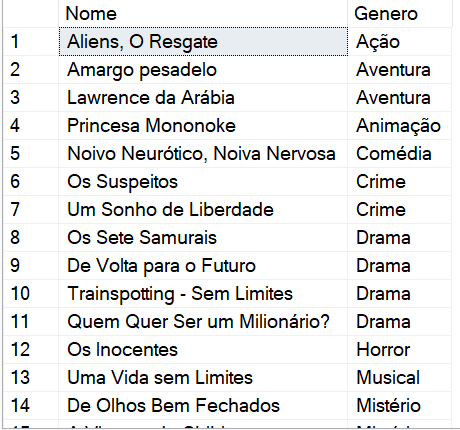 Nome Genero
1 Aliens, O Resgate Ação
2 Amargo pesadelo Aventura
3 Lawrence da Arábia Aventura
4 Princesa Mononoke Animação
5 Noivo Neurótico, Noiva Nervosa Comédia
6 Os Suspeitos Crime
7 Um Sonho de Liberdade Crime
8 Os Sete Samurais Drama
9 De Volta para o Futuro Drama
10 Trainspotting - Sem Limites Drama
11 Quem Quer Ser um Milionário? Drama
12 Os Inocentes Horror
13 Uma Vida sem Limites Musical
14 De Olhos Bem Fechados Mistério